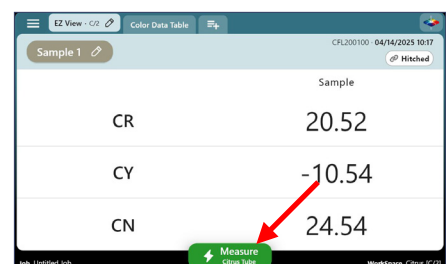 EZ View · C/2 Color Data Table
Sample 1 CFL200100 · 04/14/2025 10:17
Hitched
Sample
CR 20.52
CY -10.54
CN 24.54
Measure
Citrus Tube
Job Untitled Job WorkSpace Citrus [C/2]